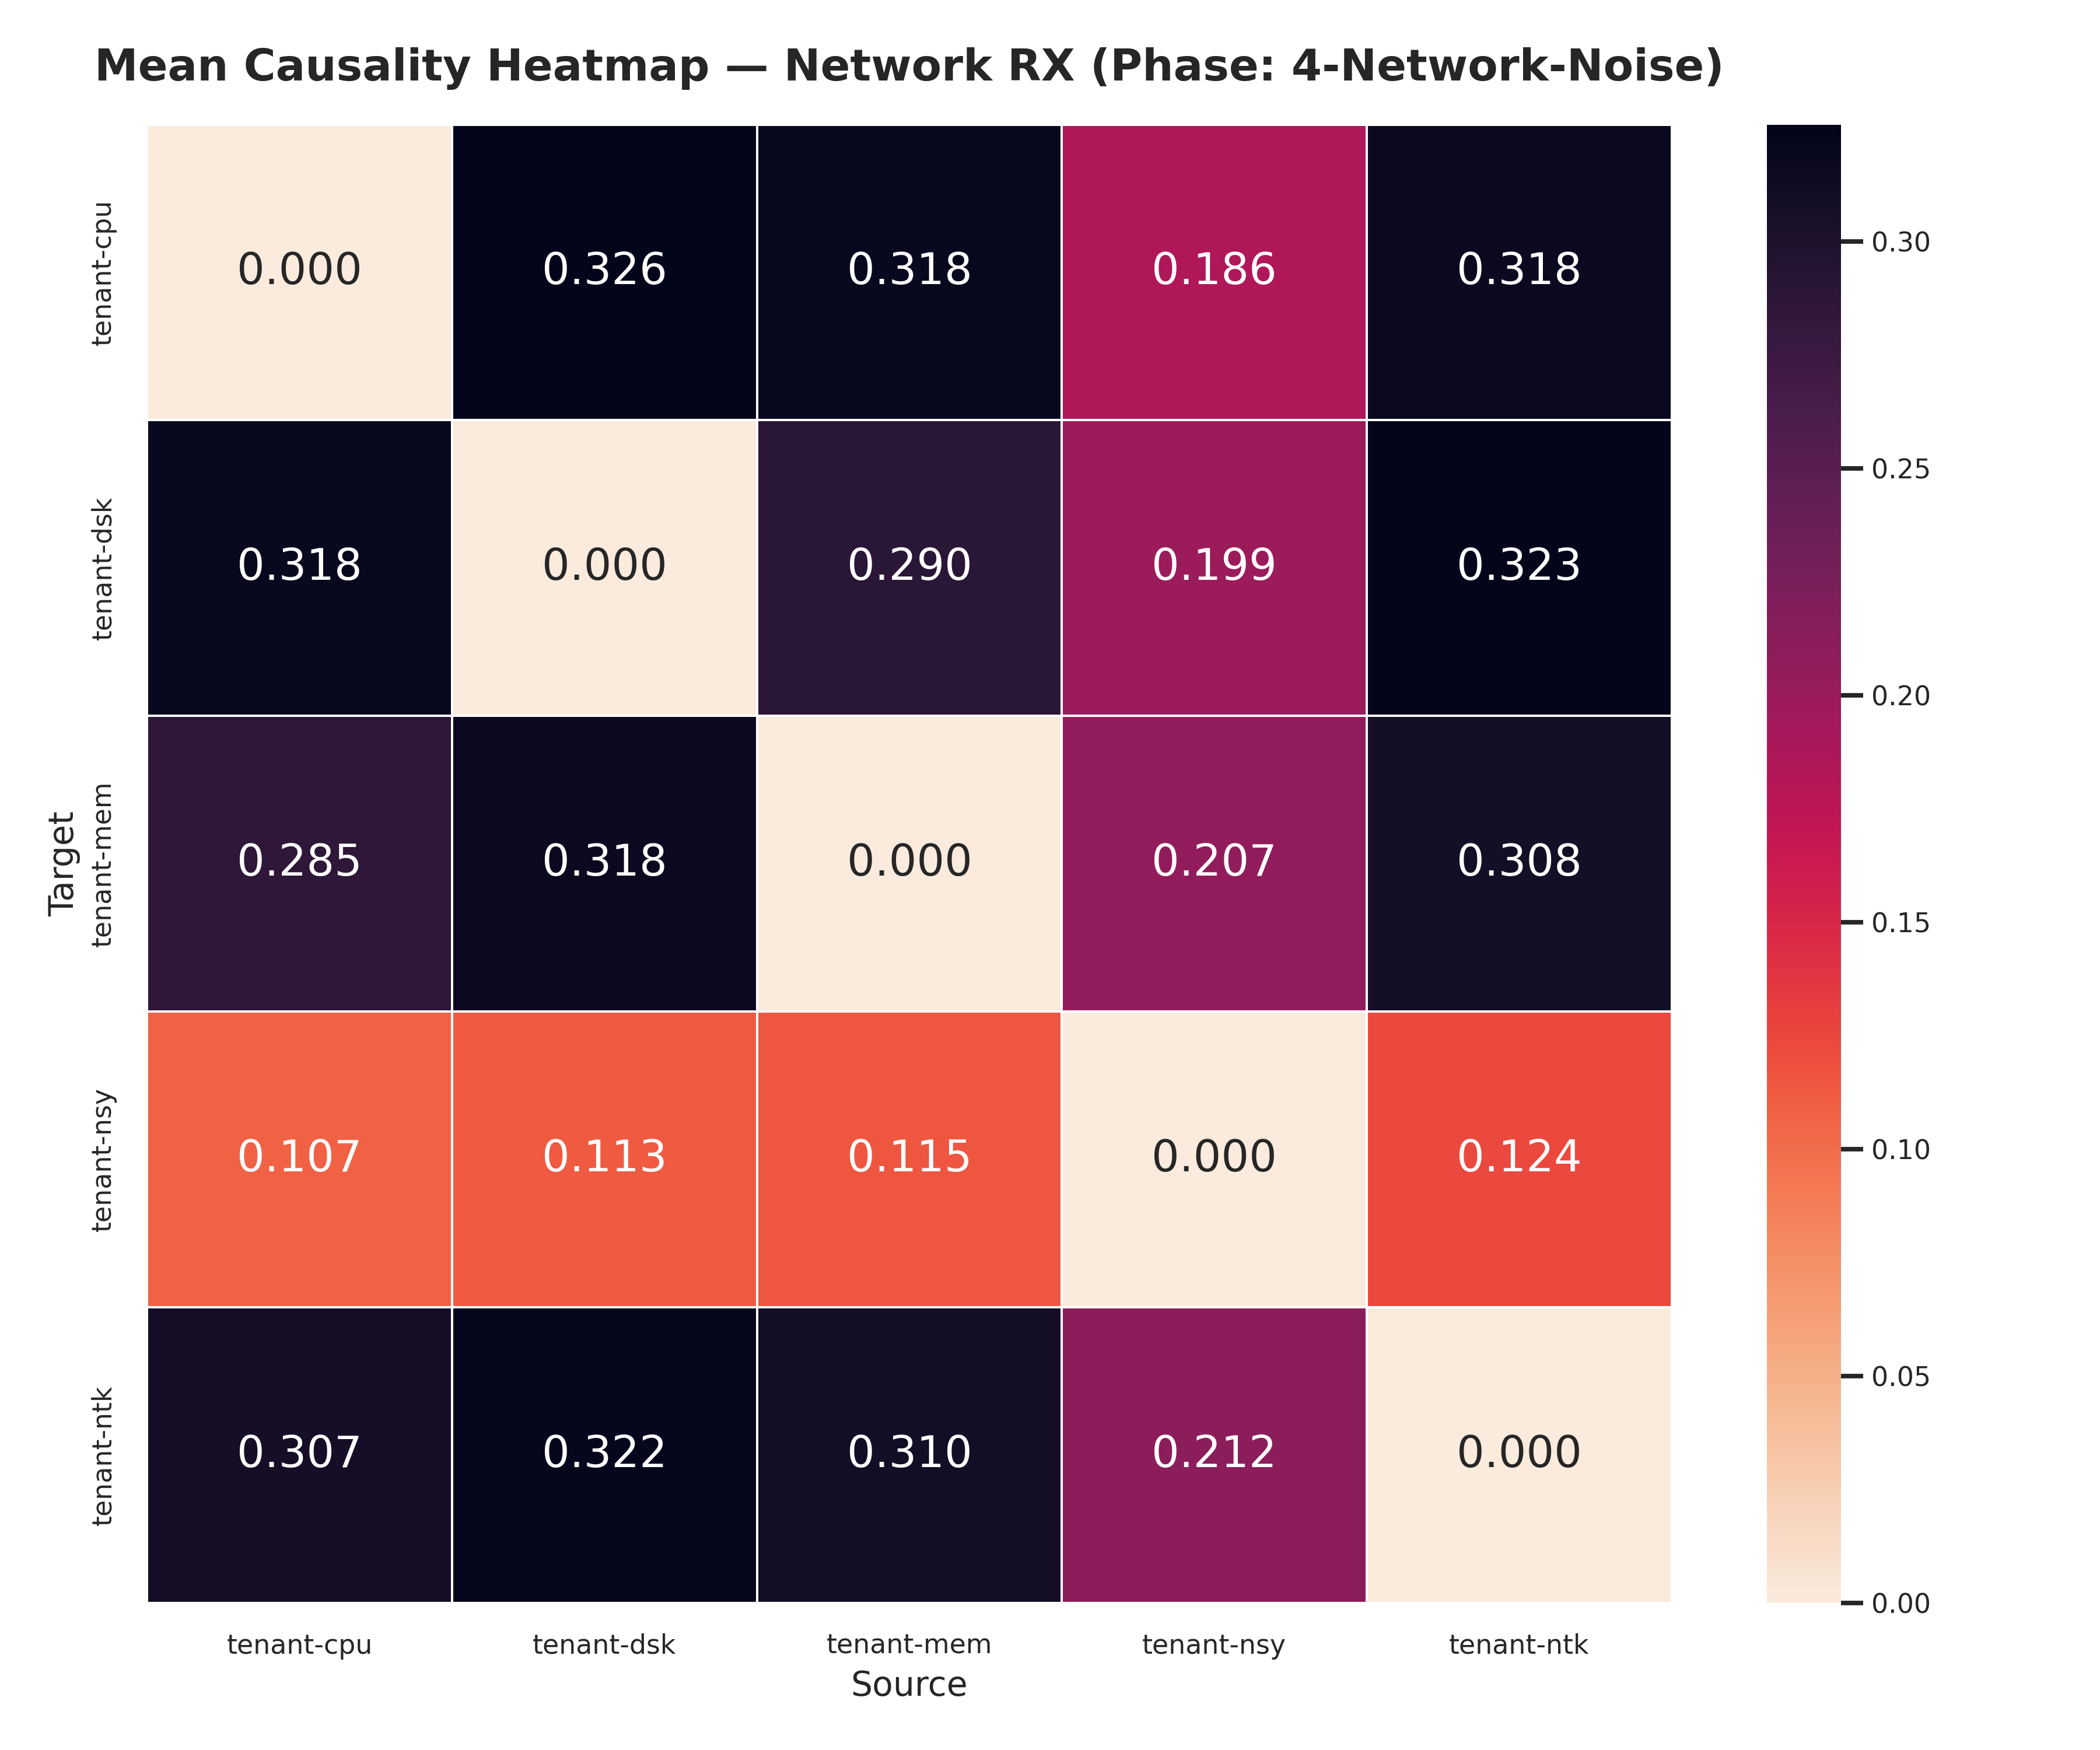 Mean Causality Heatmap — Network RX (Phase: 4-Network-Noise)
Target
tenant-cpu
0.000 0.326 0.318 0.186 0.318
tenant-dsk
0.318 0.000 0.290 0.199 0.323
tenant-mem
0.285 0.318 0.000 0.207 0.308
tenant-nsy
0.107 0.113 0.115 0.000 0.124
tenant-ntk
0.307 0.322 0.310 0.212 0.000
tenant-cpu tenant-dsk tenant-mem tenant-nsy tenant-ntk
Source
0.30
0.25
0.20
0.15
0.10
0.05
0.00